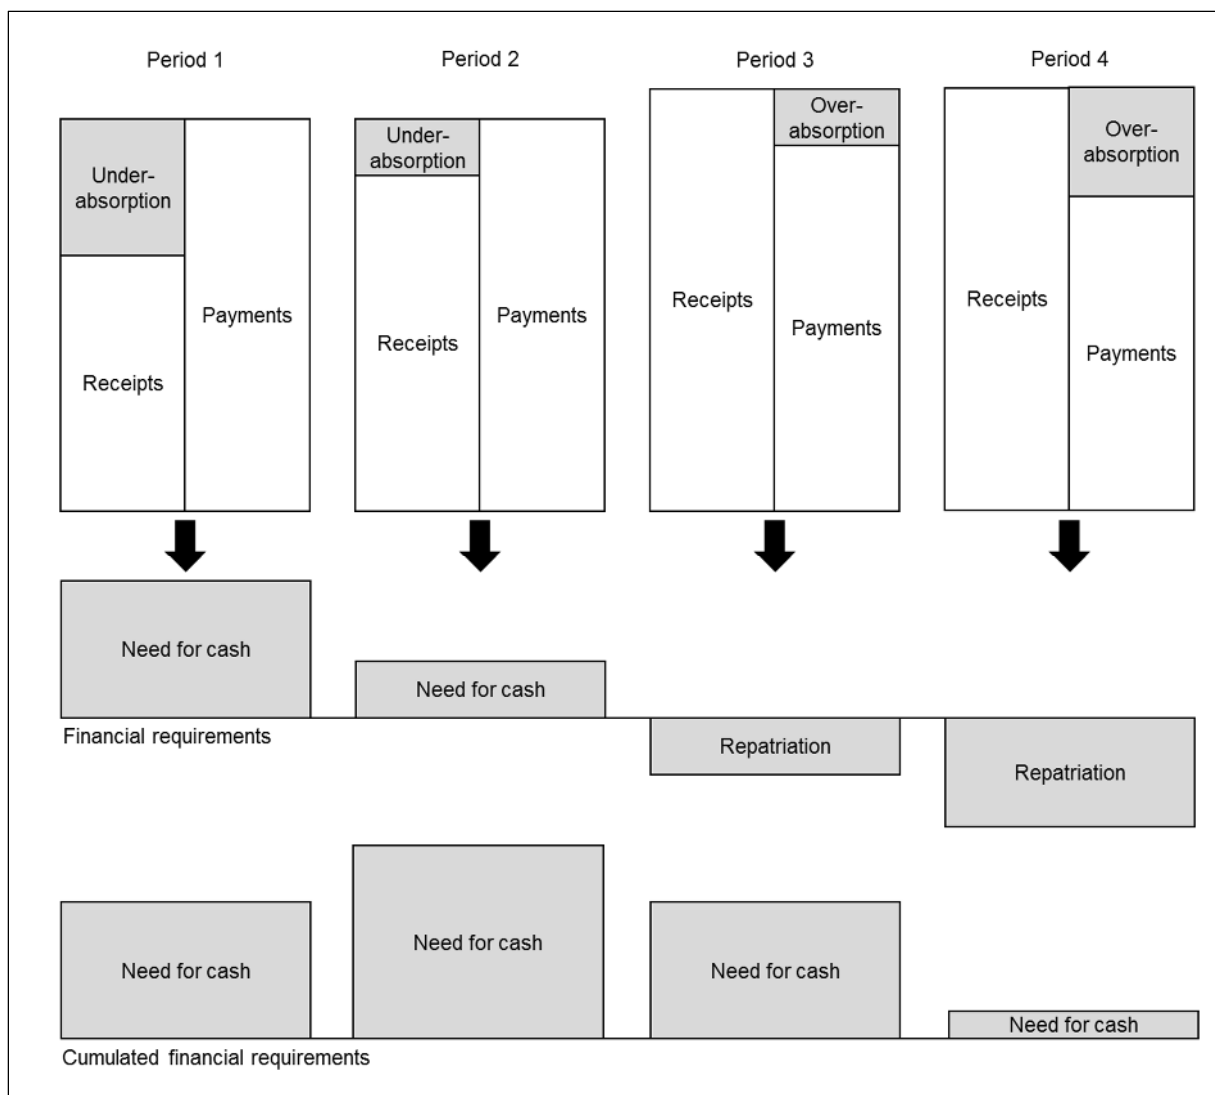 Period 1
Period 2
Period 3
Period 4
Under-
absorption
Receipts
Payments
Under-
absorption
Receipts
Payments
Receipts
Over-
absorption
Payments
Receipts
Over-
absorption
Payments
Need for cash
Need for cash
Repatriation
Repatriation
Financial requirements
Need for cash
Need for cash
Need for cash
Need for cash
Cumulated financial requirements